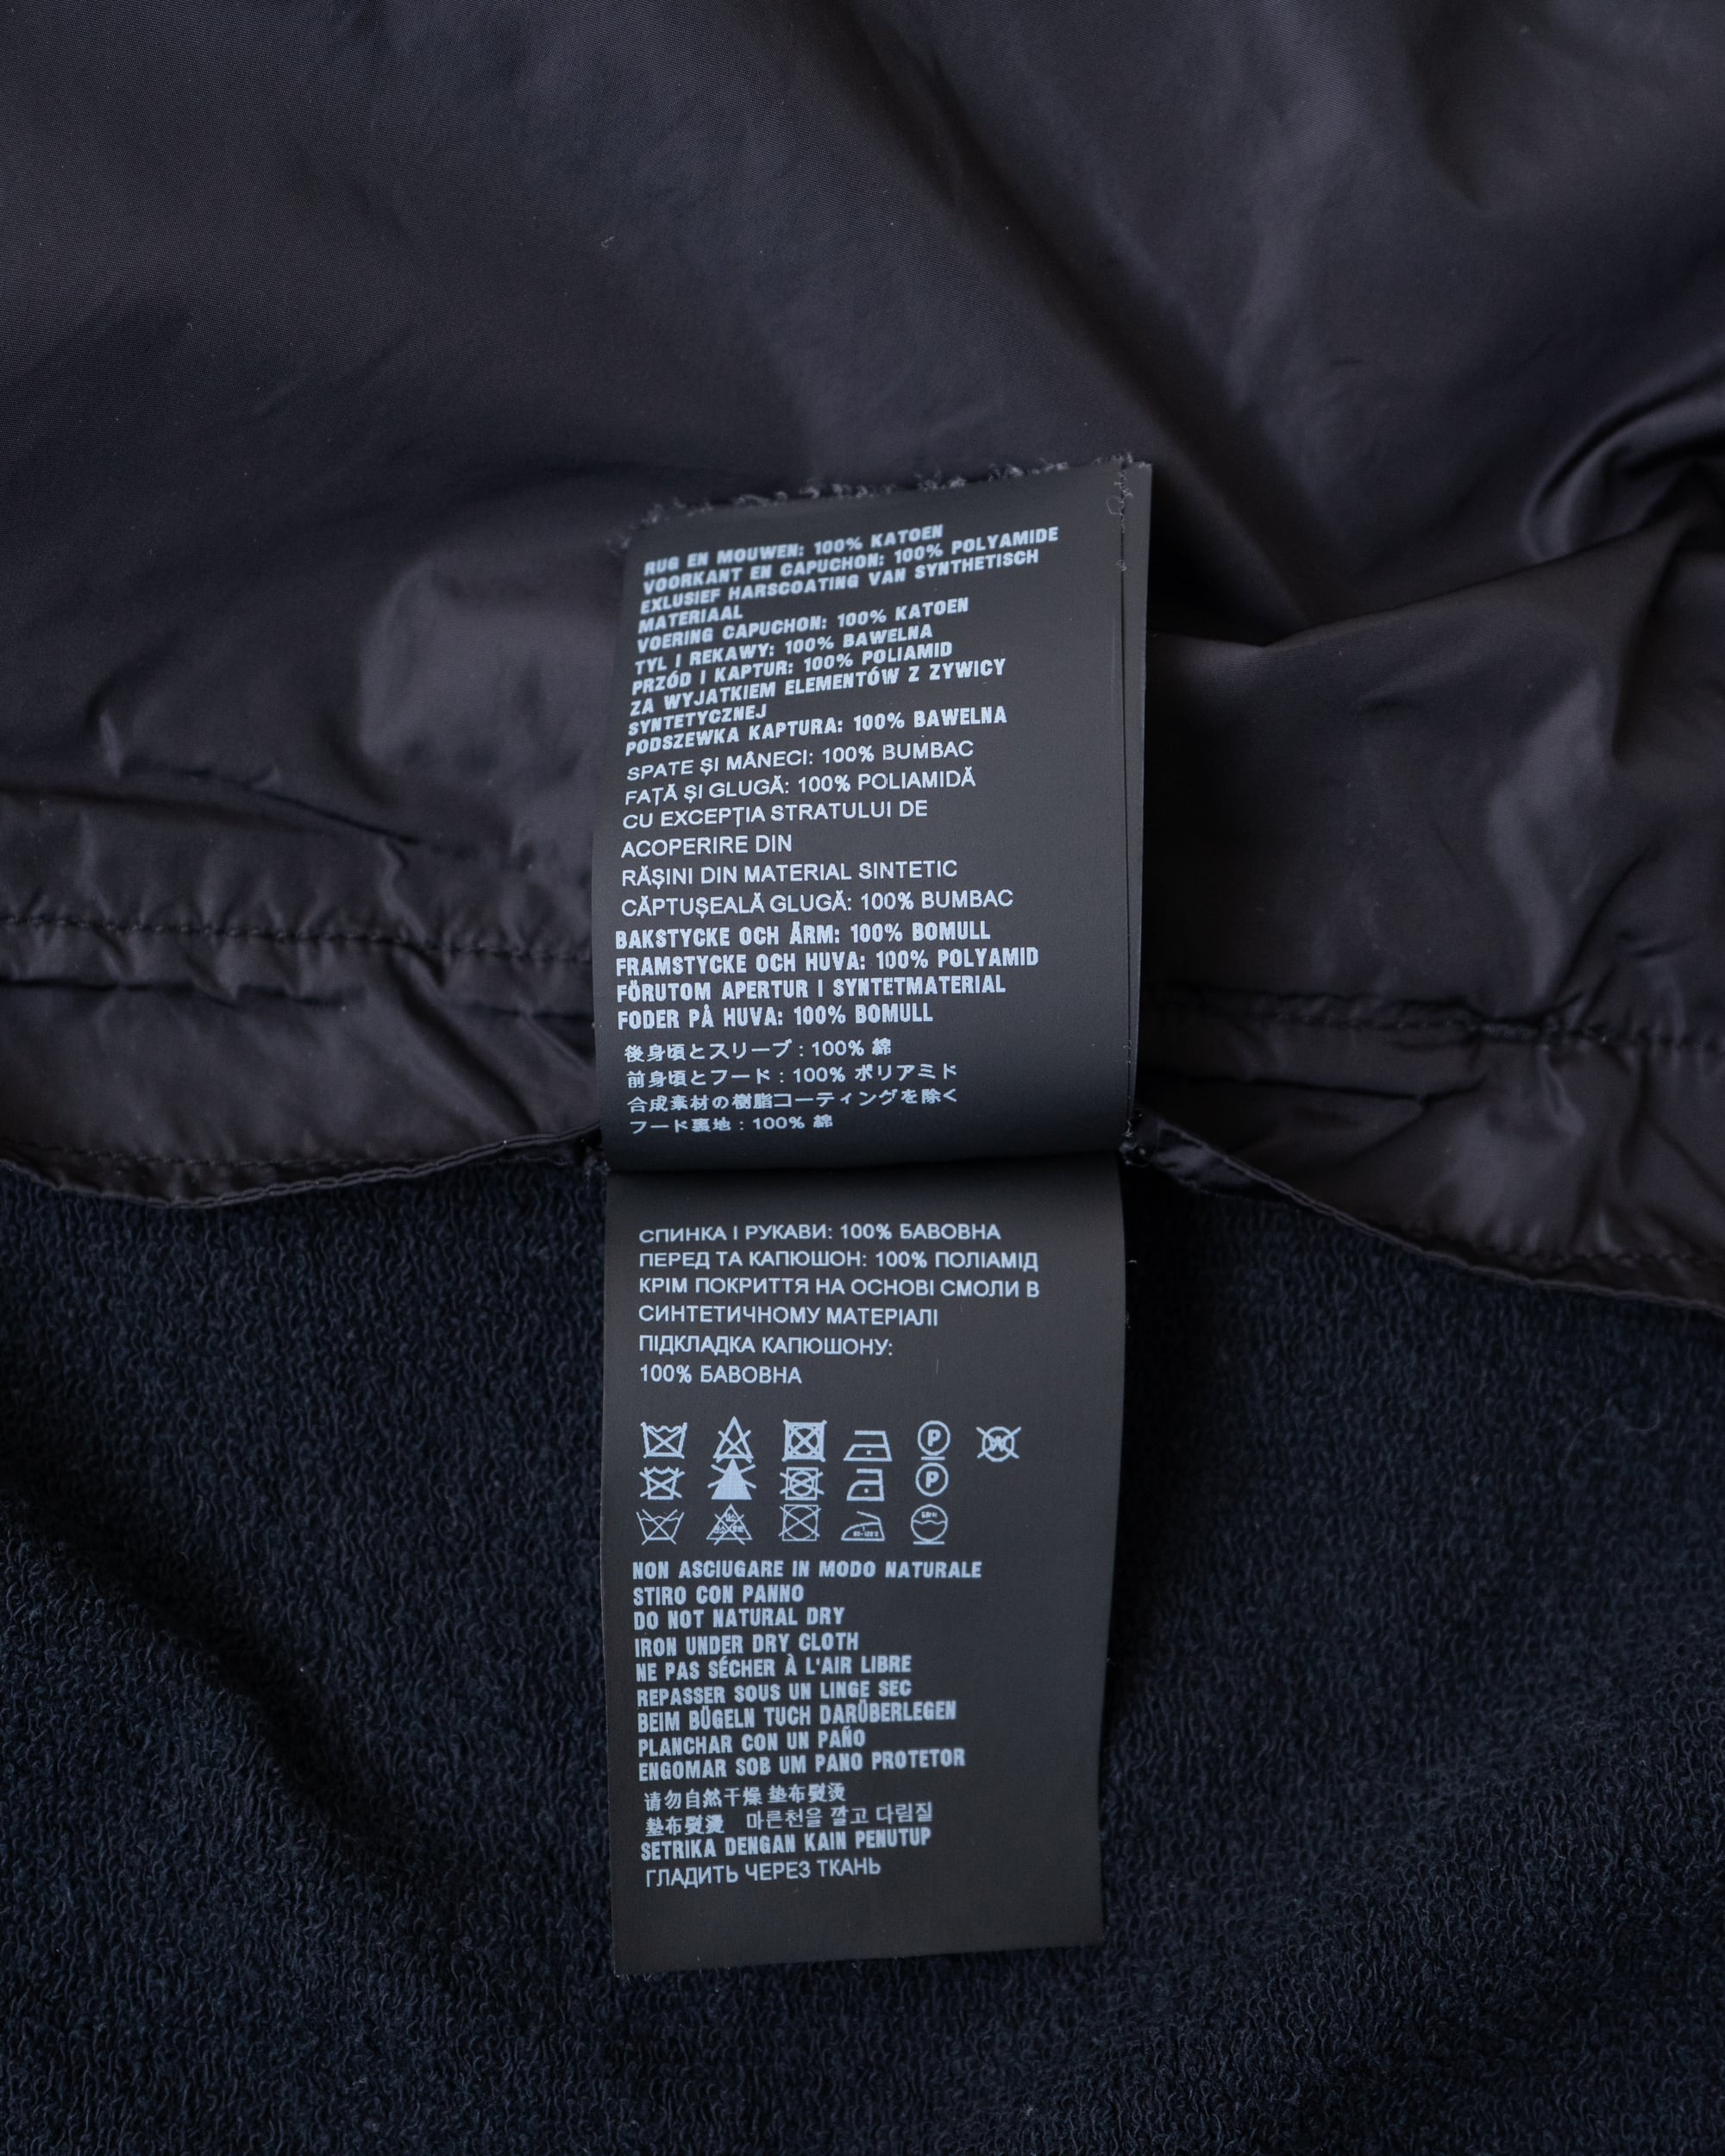 RUG EN MOUWEN: 100% KATOEN
VOORKANT EN CAPUCHON: 100% POLYAMIDE
EXLUSIEF HARSCOATING VAN SYNTHETISCH
MATERIAAL
VOERING CAPUCHON: 100% KATOEN
TYL I REKAWY: 100% BAWELNA
PRZÓD I KAPTUR: 100% POLIAMID
ZA WYJATKIEM ELEMENTÓW Z ZYWICY
SYNTETYCZNEJ
PODSZEWKA KAPTURA: 100% BAWELNA
SPATE ȘI MÂNECI: 100% BUMBAC
FAȚĂ ȘI GLUGĂ: 100% POLIAMIDĂ
CU EXCEPȚIA STRATULUI DE
ACOPERIRE DIN
RĂȘINI DIN MATERIAL SINTETIC
CĂPTUȘEALĂ GLUGĂ: 100% BUMBAC
BAKSTYCKE OCH ÄRM: 100% BOMULL
FRAMSTYCKE OCH HUVA: 100% POLYAMID
FÖRUTOM APERTUR I SYNTETMATERIAL
FODER PÅ HUVA: 100% BOMULL
後身頃とスリーブ : 100% 綿
前身頃とフード : 100% ポリアミド
合成素材の樹脂コーティングを除く
フード裏地 : 100% 綿
СПИНКА І РУКАВИ: 100% БАВОВНА
ПЕРЕД ТА КАПЮШОН: 100% ПОЛІАМІД
КРІМ ПОКРИТТЯ НА ОСНОВІ СМОЛИ В
СИНТЕТИЧНОМУ МАТЕРІАЛІ
ПІДКЛАДКА КАПЮШОНУ:
100% БАВОВНА
P W
P
NON ASCIUGARE IN MODO NATURALE
STIRO CON PANNO
DO NOT NATURAL DRY
IRON UNDER DRY CLOTH
NE PAS SÉCHER À L'AIR LIBRE
REPASSER SOUS UN LINGE SEC
BEIM BÜGELN TUCH DARÜBERLEGEN
PLANCHAR CON UN PAÑO
ENGOMAR SOB UM PANO PROTETOR
请勿自然干燥 垫布熨烫
墊布熨燙 마른천을 깔고 다림질
SETRIKA DENGAN KAIN PENUTUP
ГЛАДИТЬ ЧЕРЕЗ ТКАНЬ